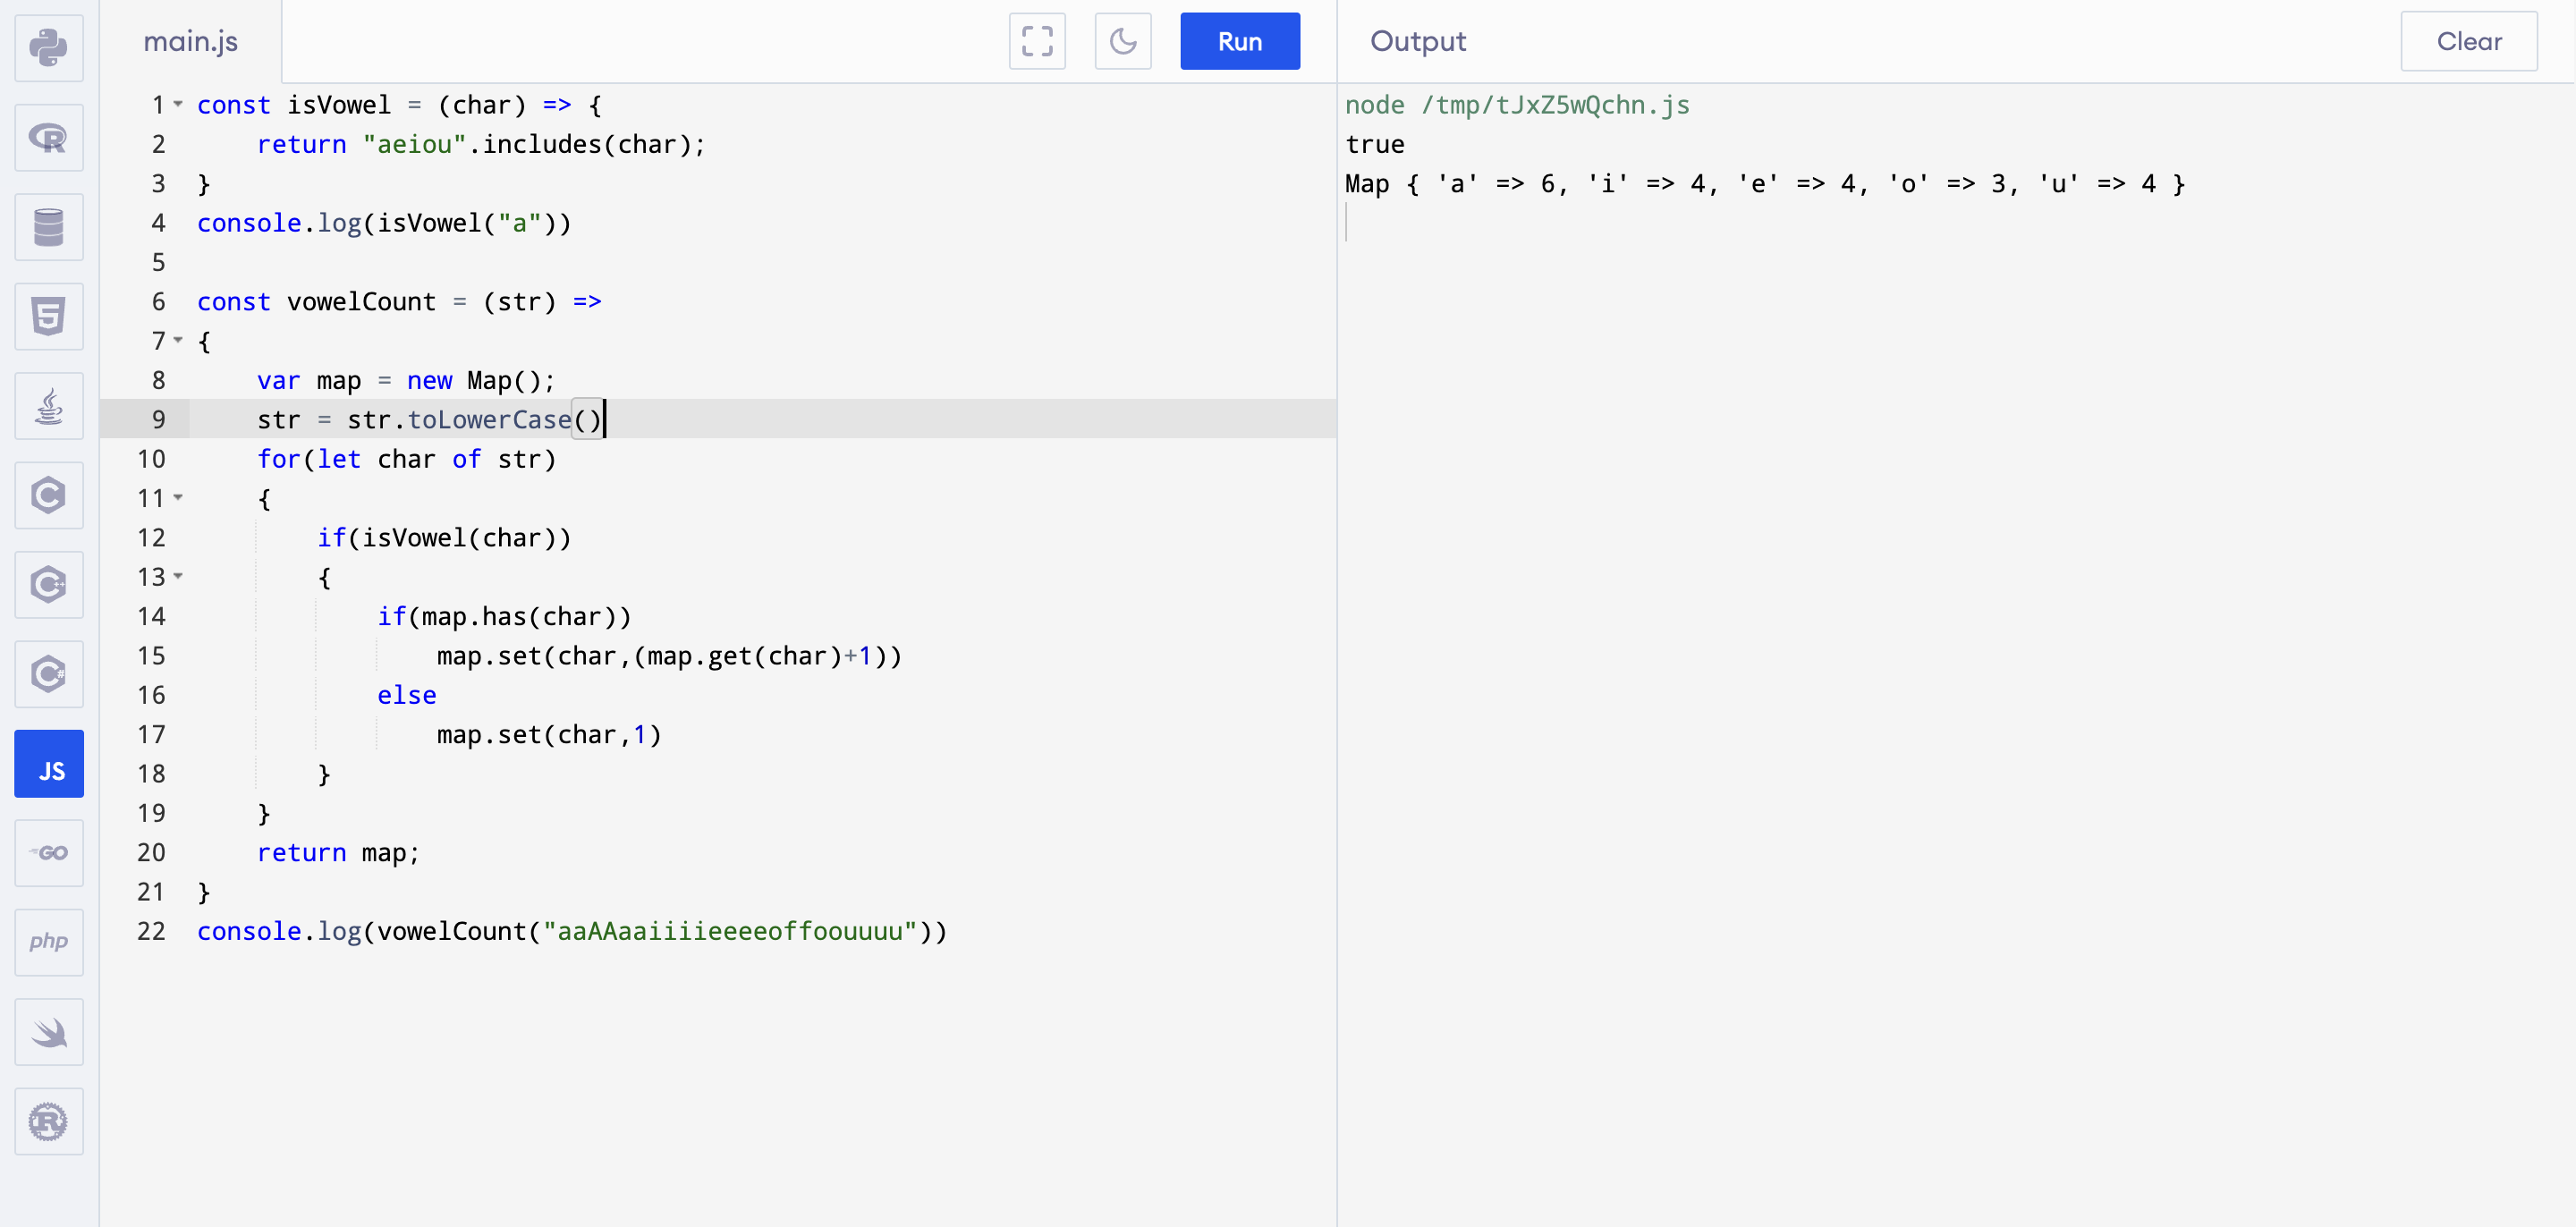 main.js
Run
Output
Clear
1 const isVowel = (char) => {
2     return "aeiou".includes(char);
3 }
4 console.log(isVowel("a"))
5
6 const vowelCount = (str) =>
7 {
8     var map = new Map();
9     str = str.toLowerCase()
10     for(let char of str)
11     {
12         if(isVowel(char))
13         {
14             if(map.has(char))
15                 map.set(char,(map.get(char)+1))
16             else
17                 map.set(char,1)
18         }
19     }
20     return map;
21 }
22 console.log(vowelCount("aaAAaaiiiieeeeoffoouuuu"))
node /tmp/tJxZ5wQchn.js
true
Map { 'a' => 6, 'i' => 4, 'e' => 4, 'o' => 3, 'u' => 4 }
R
5
C
C++
C#
JS
GO
php
R